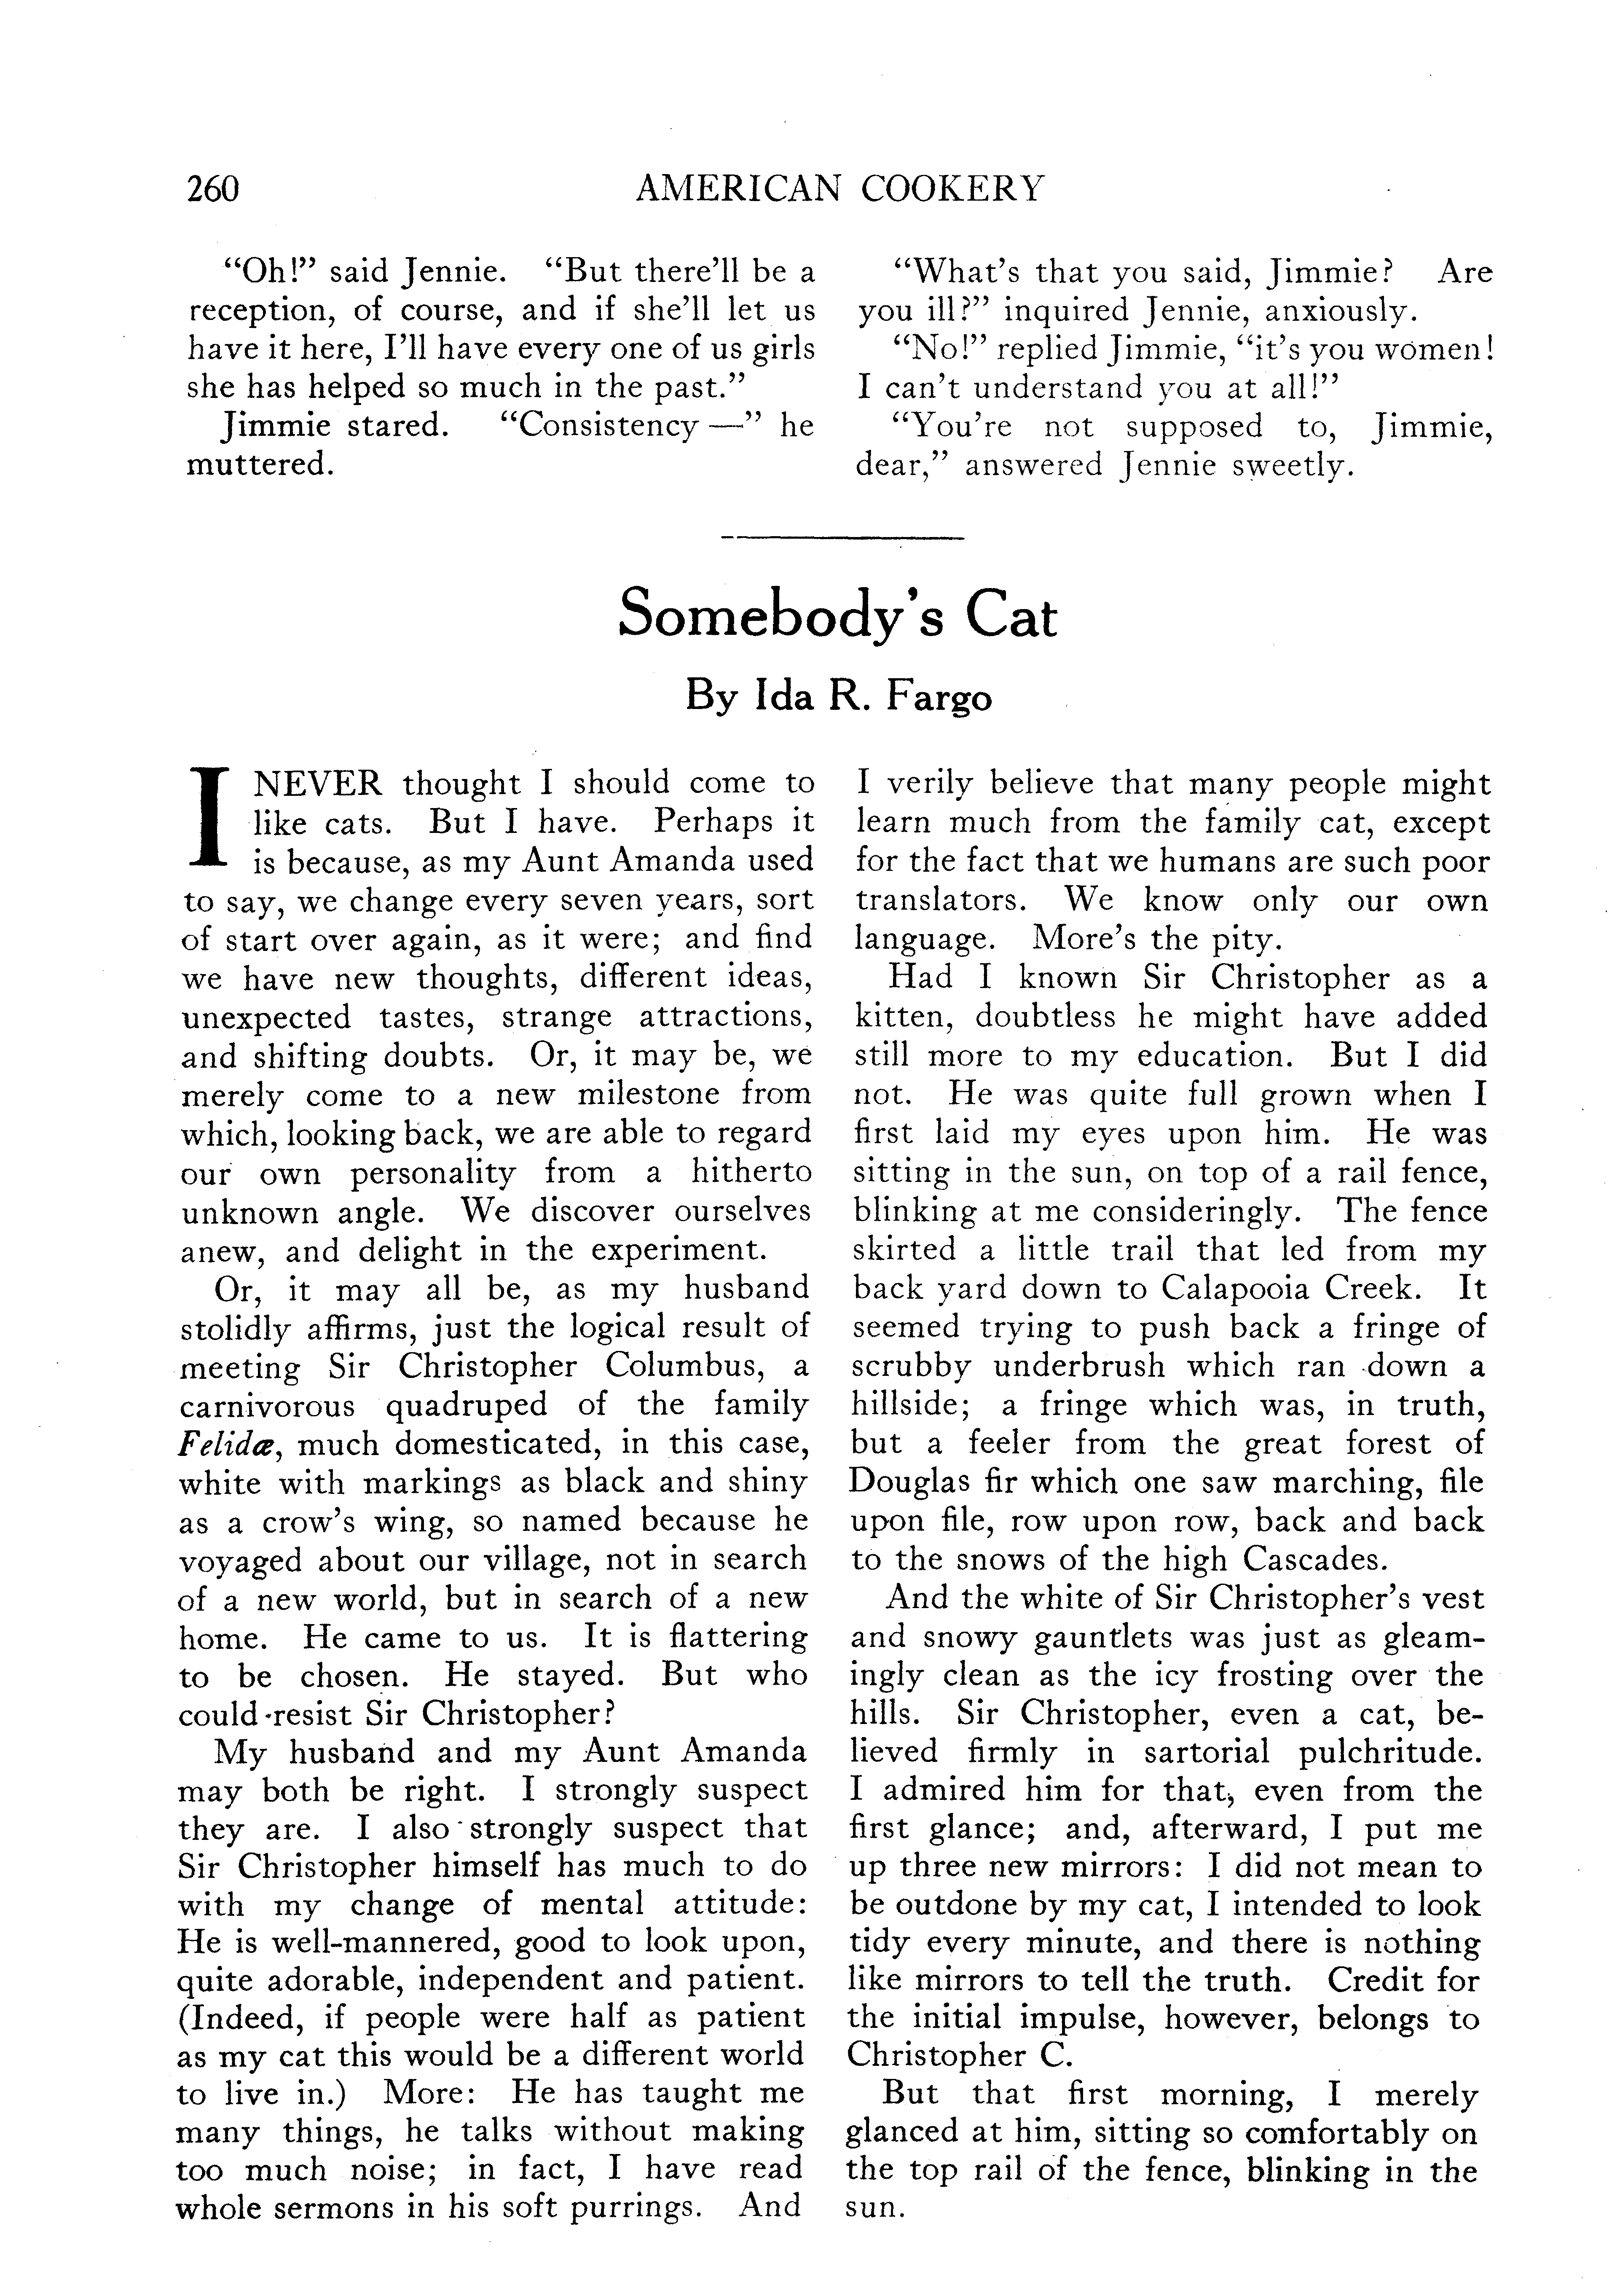 260
AMERICAN COOKERY
“Oh!” said Jennie. “But there'll be a
reception, of course, and if she'll let us
have it here, I'll have every one of us girls
she has helped so much in the past.”
Jimmie stared. “Consistency —” he
muttered.
“What's that you said, Jimmie? Are
you ill?” inquired Jennie, anxiously.
“No!” replied Jimmie, “it's you women!
I can't understand you at all!”
“You're not supposed to, Jimmie,
dear,” answered Jennie sweetly.
Somebody's Cat
By Ida R. Fargo
I NEVER thought I should come to
like cats. But I have. Perhaps it
is because, as my Aunt Amanda used
to say, we change every seven years, sort
of start over again, as it were; and find
we have new thoughts, different ideas,
unexpected tastes, strange attractions,
and shifting doubts. Or, it may be, we
merely come to a new milestone from
which, looking back, we are able to regard
our own personality from a hitherto
unknown angle. We discover ourselves
anew, and delight in the experiment.
Or, it may all be, as my husband
stolidly affirms, just the logical result of
meeting Sir Christopher Columbus, a
carnivorous quadruped of the family
Felidæ, much domesticated, in this case,
white with markings as black and shiny
as a crow's wing, so named because he
voyaged about our village, not in search
of a new world, but in search of a new
home. He came to us. It is flattering
to be chosen. He stayed. But who
could resist Sir Christopher?
My husband and my Aunt Amanda
may both be right. I strongly suspect
they are. I also strongly suspect that
Sir Christopher himself has much to do
with my change of mental attitude:
He is well-mannered, good to look upon,
quite adorable, independent and patient.
(Indeed, if people were half as patient
as my cat this would be a different world
to live in.) More: He has taught me
many things, he talks without making
too much noise; in fact, I have read
whole sermons in his soft purrings. And
I verily believe that many people might
learn much from the family cat, except
for the fact that we humans are such poor
translators. We know only our own
language. More's the pity.
Had I known Sir Christopher as a
kitten, doubtless he might have added
still more to my education. But I did
not. He was quite full grown when I
first laid my eyes upon him. He was
sitting in the sun, on top of a rail fence,
blinking at me consideringly. The fence
skirted a little trail that led from my
back yard down to Calapooia Creek. It
seemed trying to push back a fringe of
scrubby underbrush which ran down a
hillside; a fringe which was, in truth,
but a feeler from the great forest of
Douglas fir which one saw marching, file
upon file, row upon row, back and back
to the snows of the high Cascades.
And the white of Sir Christopher's vest
and snowy gauntlets was just as gleam-
ingly clean as the icy frosting over the
hills. Sir Christopher, even a cat, be-
lieved firmly in sartorial pulchritude.
I admired him for that, even from the
first glance; and, afterward, I put me
up three new mirrors: I did not mean to
be outdone by my cat, I intended to look
tidy every minute, and there is nothing
like mirrors to tell the truth. Credit for
the initial impulse, however, belongs to
Christopher C.
But that first morning, I merely
glanced at him, sitting so comfortably on
the top rail of the fence, blinking in the
sun.